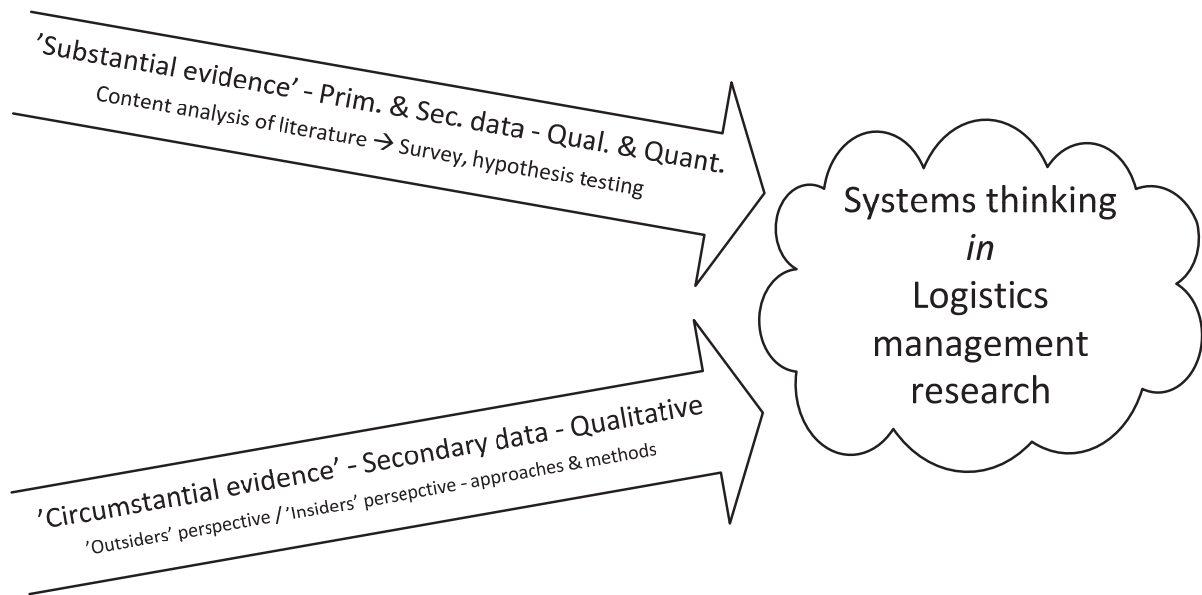 ’Substantial evidence’ - Prim. & Sec. data - Qual. & Quant.
Content analysis of literature → Survey, hypothesis testing
Systems thinking
in
Logistics
management
research
’Circumstantial evidence’ - Secondary data - Qualitative
’Outsiders’ perspective / ’Insiders’ persepctive - approaches & methods